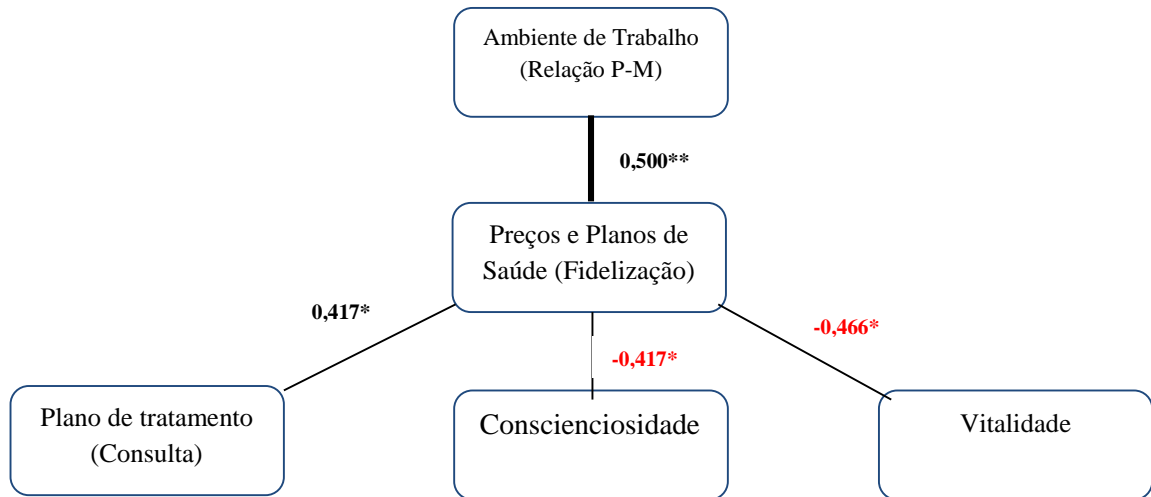 Ambiente de Trabalho
(Relação P-M)
0,500**
Preços e Planos de
Saúde (Fidelização)
0,417*
-0,417*
-0,466*
Plano de tratamento
(Consulta)
Conscienciosidade
Vitalidade